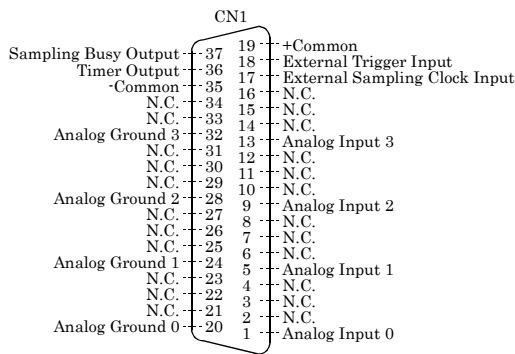 CN1
19 +Common
Sampling Busy Output 37
18 External Trigger Input
Timer Output 36
17 External Sampling Clock Input
-Common 35
16 N.C.
N.C. 34
15 N.C.
N.C. 33
14 N.C.
Analog Ground 3 32
13 Analog Input 3
N.C. 31
12 N.C.
N.C. 30
11 N.C.
N.C. 29
10 N.C.
Analog Ground 2 28
9 Analog Input 2
N.C. 27
8 N.C.
N.C. 26
7 N.C.
N.C. 25
6 N.C.
Analog Ground 1 24
5 Analog Input 1
N.C. 23
4 N.C.
N.C. 22
3 N.C.
N.C. 21
2 N.C.
Analog Ground 0 20
1 Analog Input 0